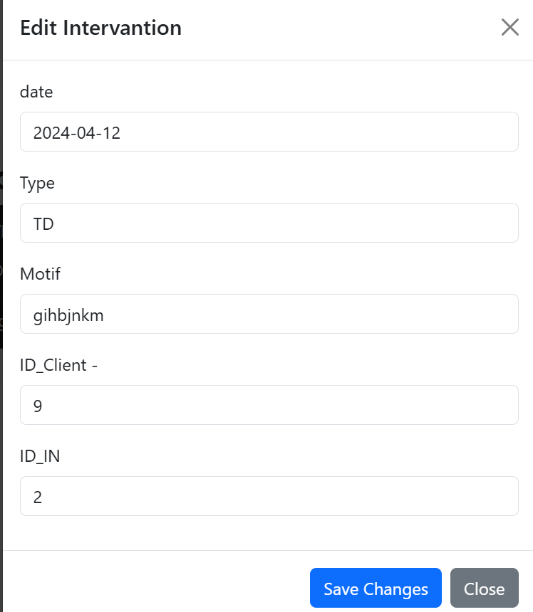 Edit Intervantion
date
2024-04-12
Type
TD
Motif
gihbjnkm
ID_Client -
9
ID_IN
2
Save Changes Close